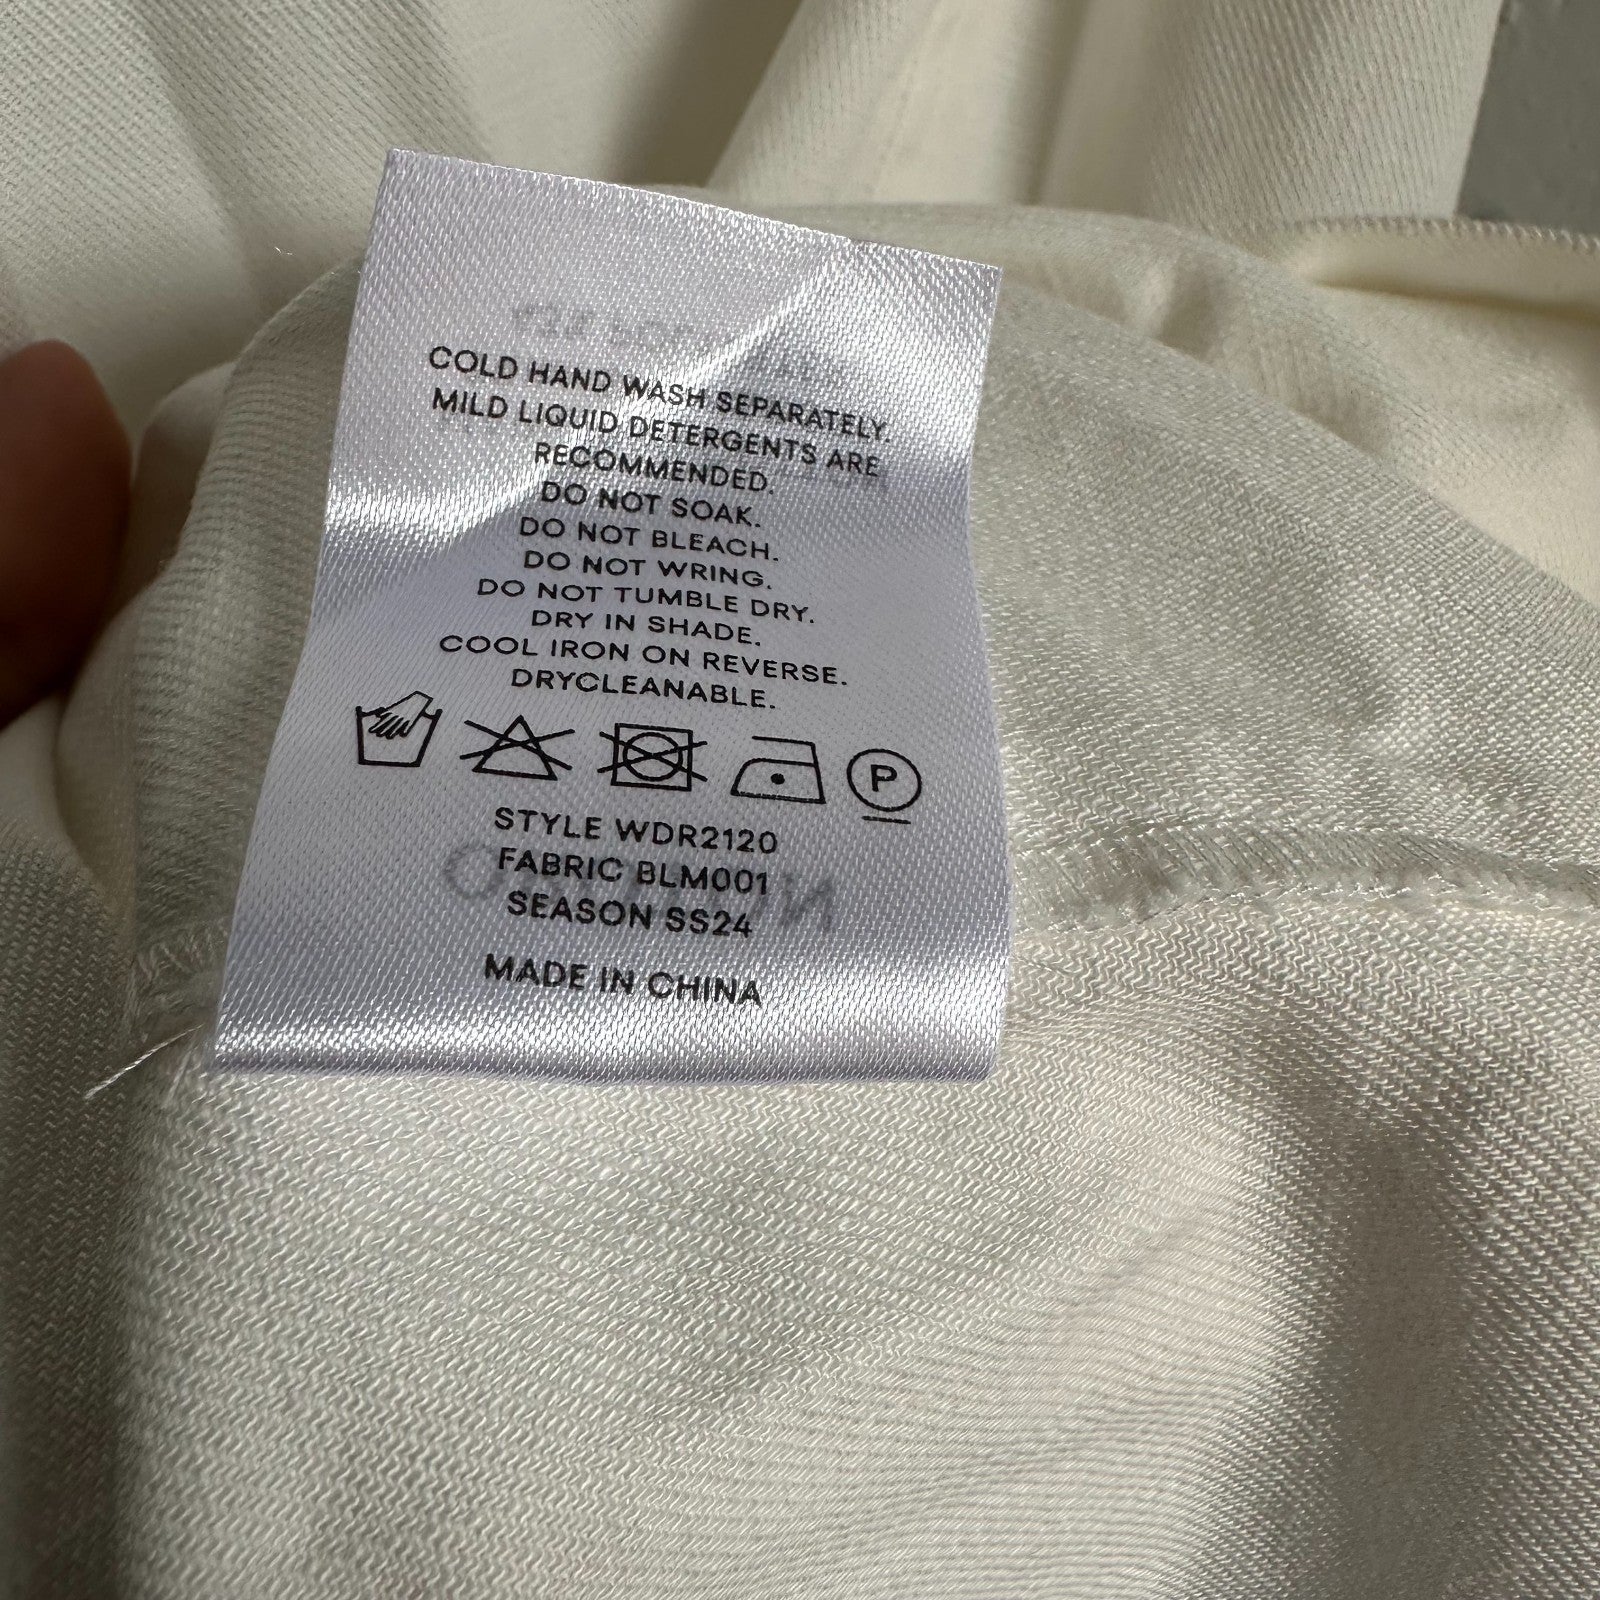 COLD HAND WASH SEPARATELY.
MILD LIQUID DETERGENTS ARE
RECOMMENDED.
DO NOT SOAK.
DO NOT BLEACH.
DO NOT WRING.
DO NOT TUMBLE DRY.
DRY IN SHADE.
COOL IRON ON REVERSE.
DRYCLEANABLE.
P
STYLE WDR2120
FABRIC BLM001
SEASON SS24
MADE IN CHINA